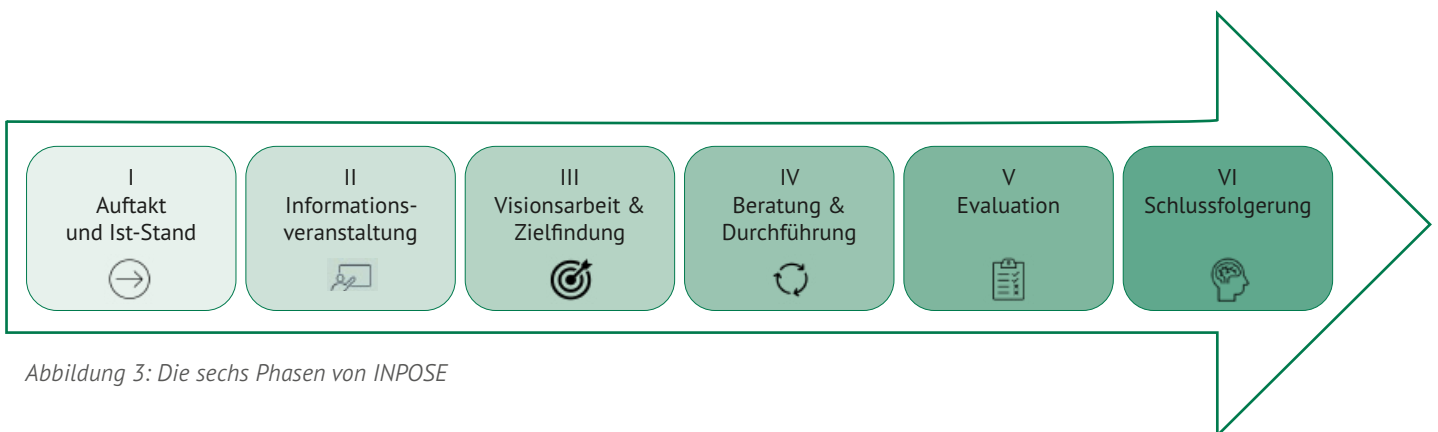 I
Auftakt
und Ist-Stand
II
Informations-
veranstaltung
III
Visionsarbeit &
Zielfindung
IV
Beratung &
Durchführung
V
Evaluation
VI
Schlussfolgerung
Abbildung 3: Die sechs Phasen von INPOSE